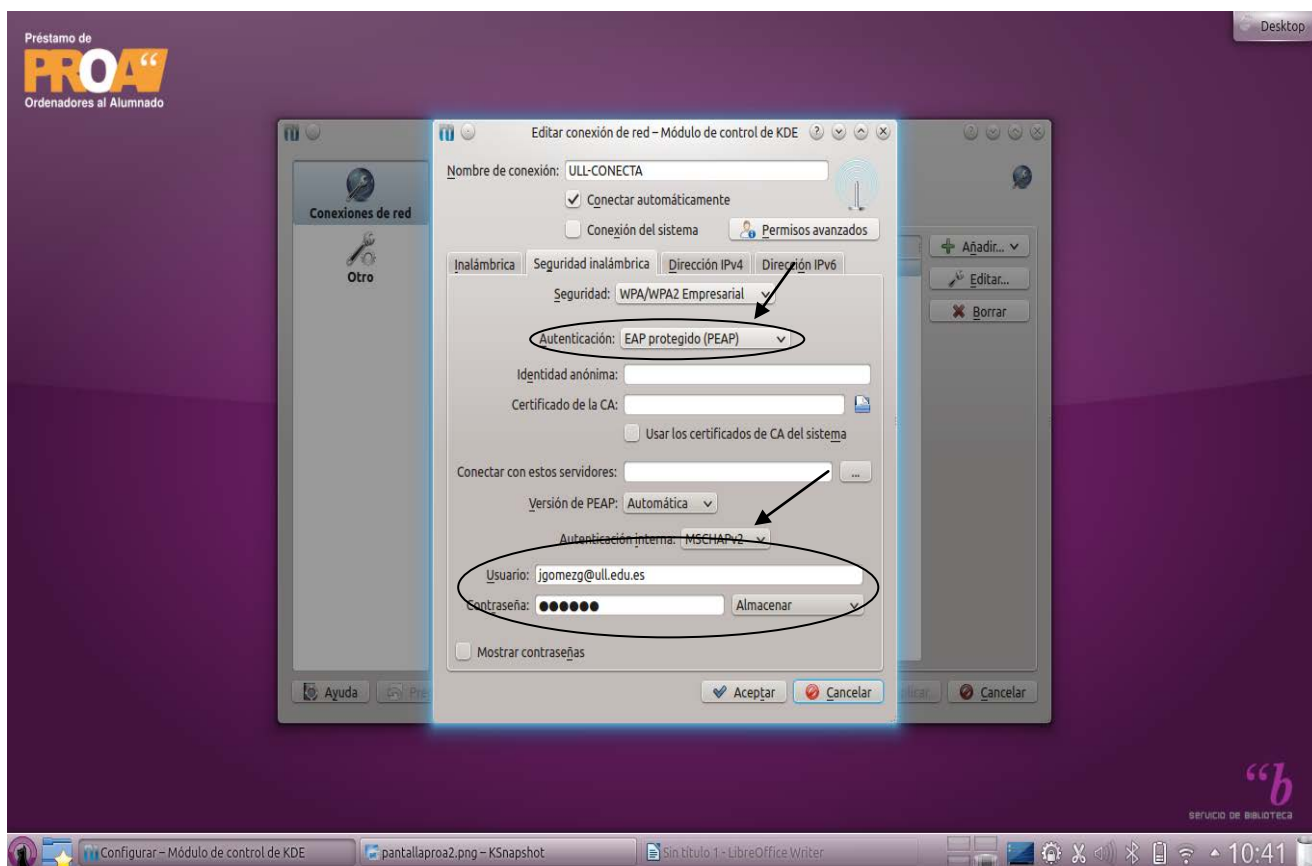 Préstamo de
PROA“
Ordenadores al Alumnado
Desktop
Editar conexión de red – Módulo de control de KDE
Nombre de conexión: ULL-CONECTA
Conectar automáticamente
Conexión del sistema
Permisos avanzados
Conexiones de red
Otro
Añadir...
Editar...
Borrar
Inalámbrica
Seguridad inalámbrica
Dirección IPv4
Dirección IPv6
Seguridad: WPA/WPA2 Empresarial
Autenticación: EAP protegido (PEAP)
Identidad anónima:
Certificado de la CA:
Usar los certificados de CA del sistema
Conectar con estos servidores:
...
Versión de PEAP: Automática
Autenticación interna: MSCHAPv2
Usuario: jgomezg@ull.edu.es
Contraseña: ●●●●●● Almacenar
Mostrar contraseñas
Ayuda
Aceptar
Cancelar
Cancelar
“b
SERVICIO DE BIBLIOTECA
Configurar – Módulo de control de KDE
pantallaproa2.png – KSnapshot
Sin título 1 - LibreOffice Writer
10:41